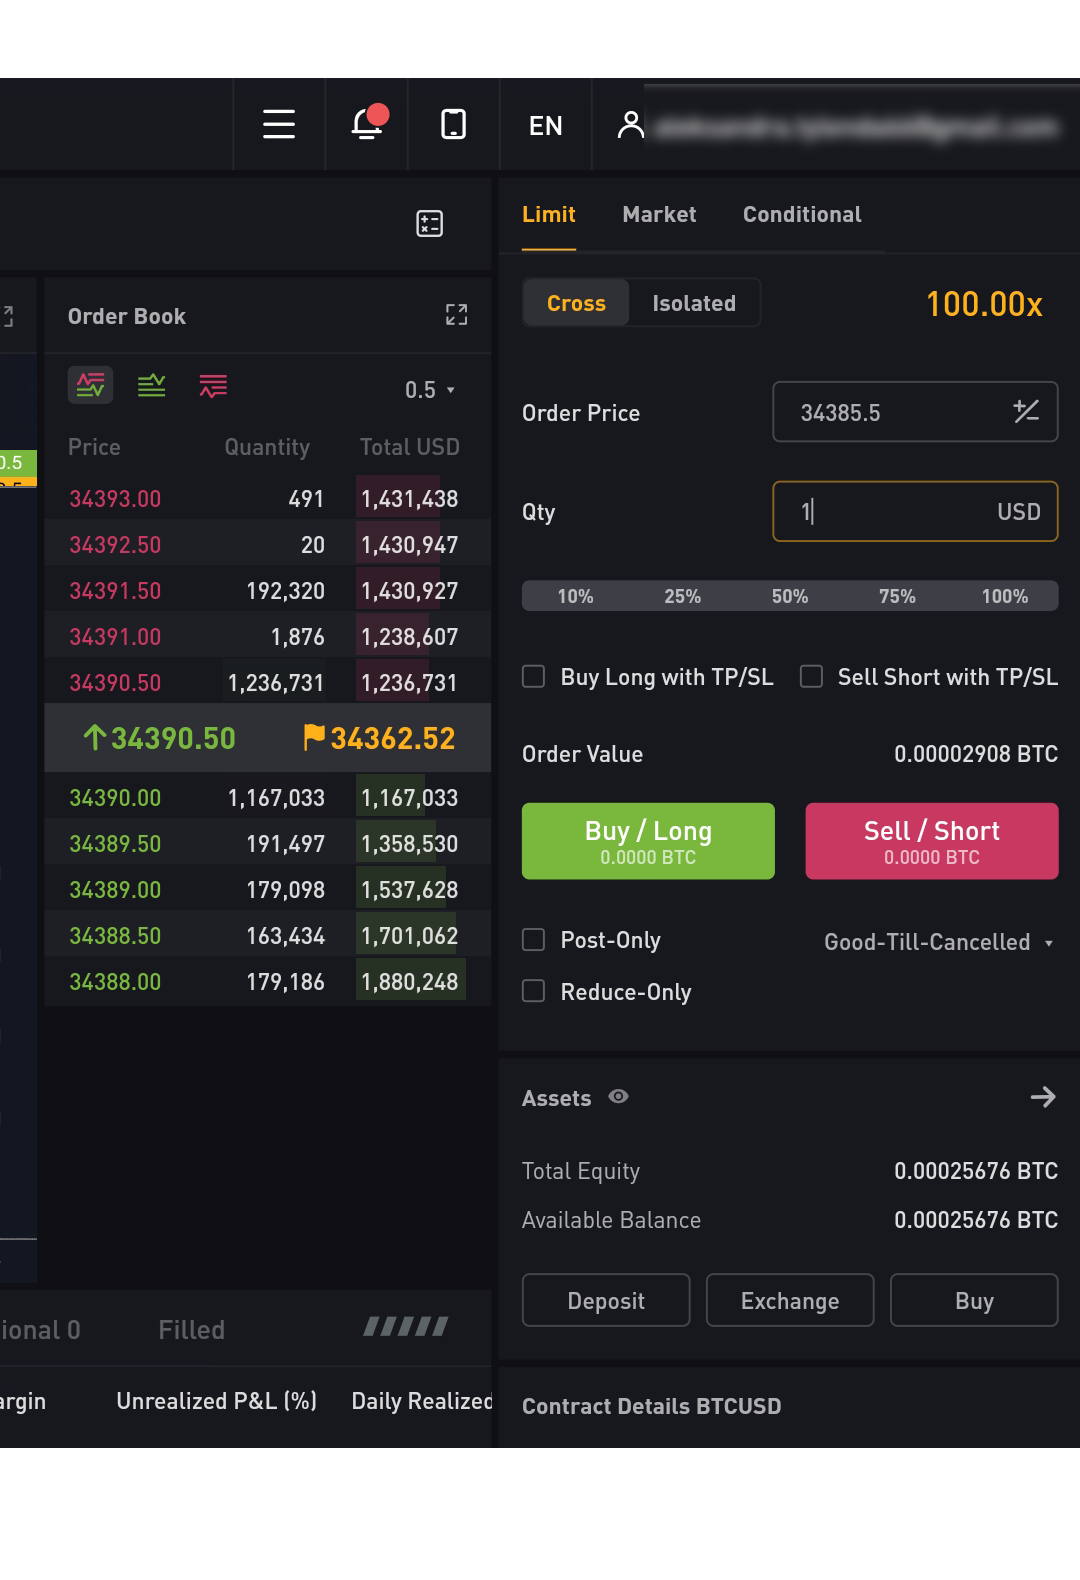 EN
Limit Market Conditional
Cross Isolated 100.00x
Order Book
0.5
Order Price 34385.5
0.5
Price Quantity Total USD
34393.00 491 1,431,438
34392.50 20 1,430,947
34391.50 192,320 1,430,927
34391.00 1,876 1,238,607
34390.50 1,236,731 1,236,731
34390.50 34362.52
34390.00 1,167,033 1,167,033
34389.50 191,497 1,358,530
34389.00 179,098 1,537,628
34388.50 163,434 1,701,062
34388.00 179,186 1,880,248
Qty 1 USD
10% 25% 50% 75% 100%
Buy Long with TP/SL Sell Short with TP/SL
Order Value 0.00002908 BTC
Buy / Long Sell / Short
0.0000 BTC 0.0000 BTC
Post-Only Good-Till-Cancelled
Reduce-Only
Assets
Total Equity 0.00025676 BTC
Available Balance 0.00025676 BTC
Deposit Exchange Buy
ional 0 Filled
argin Unrealized P&L (%) Daily Realized
Contract Details BTCUSD